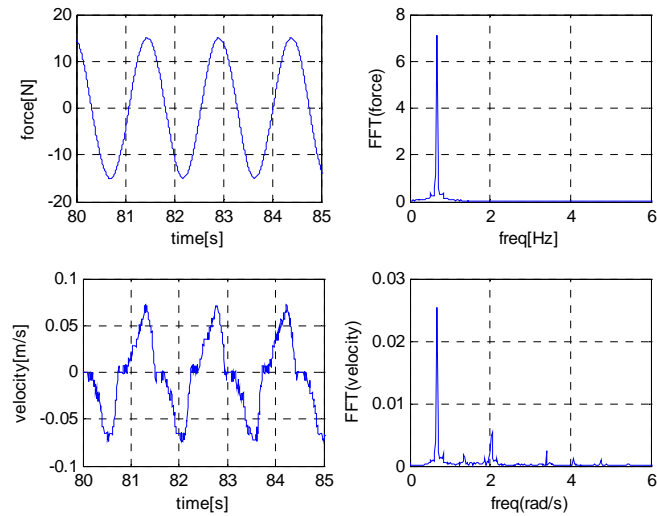 20
10
0
-10
-20
force[N]
80 81 82 83 84 85
time[s]
8
6
4
2
0
FFT(force)
0 2 4 6
freq[Hz]
0.1
0.05
0
-0.05
-0.1
velocity[m/s]
80 81 82 83 84 85
time[s]
0.03
0.02
0.01
0
FFT(velocity)
0 2 4 6
freq(rad/s)